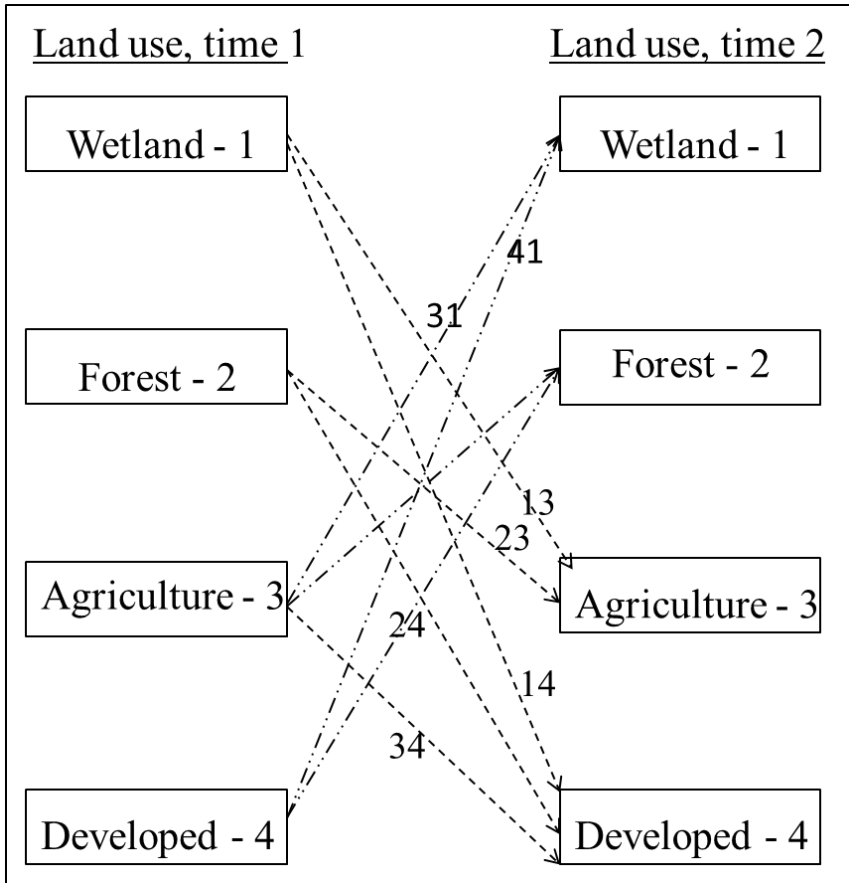 Land use, time 1
Land use, time 2
Wetland - 1
Wetland - 1
41
31
Forest - 2
Forest - 2
13
23
Agriculture - 3
Agriculture - 3
24
14
34
Developed - 4
Developed - 4